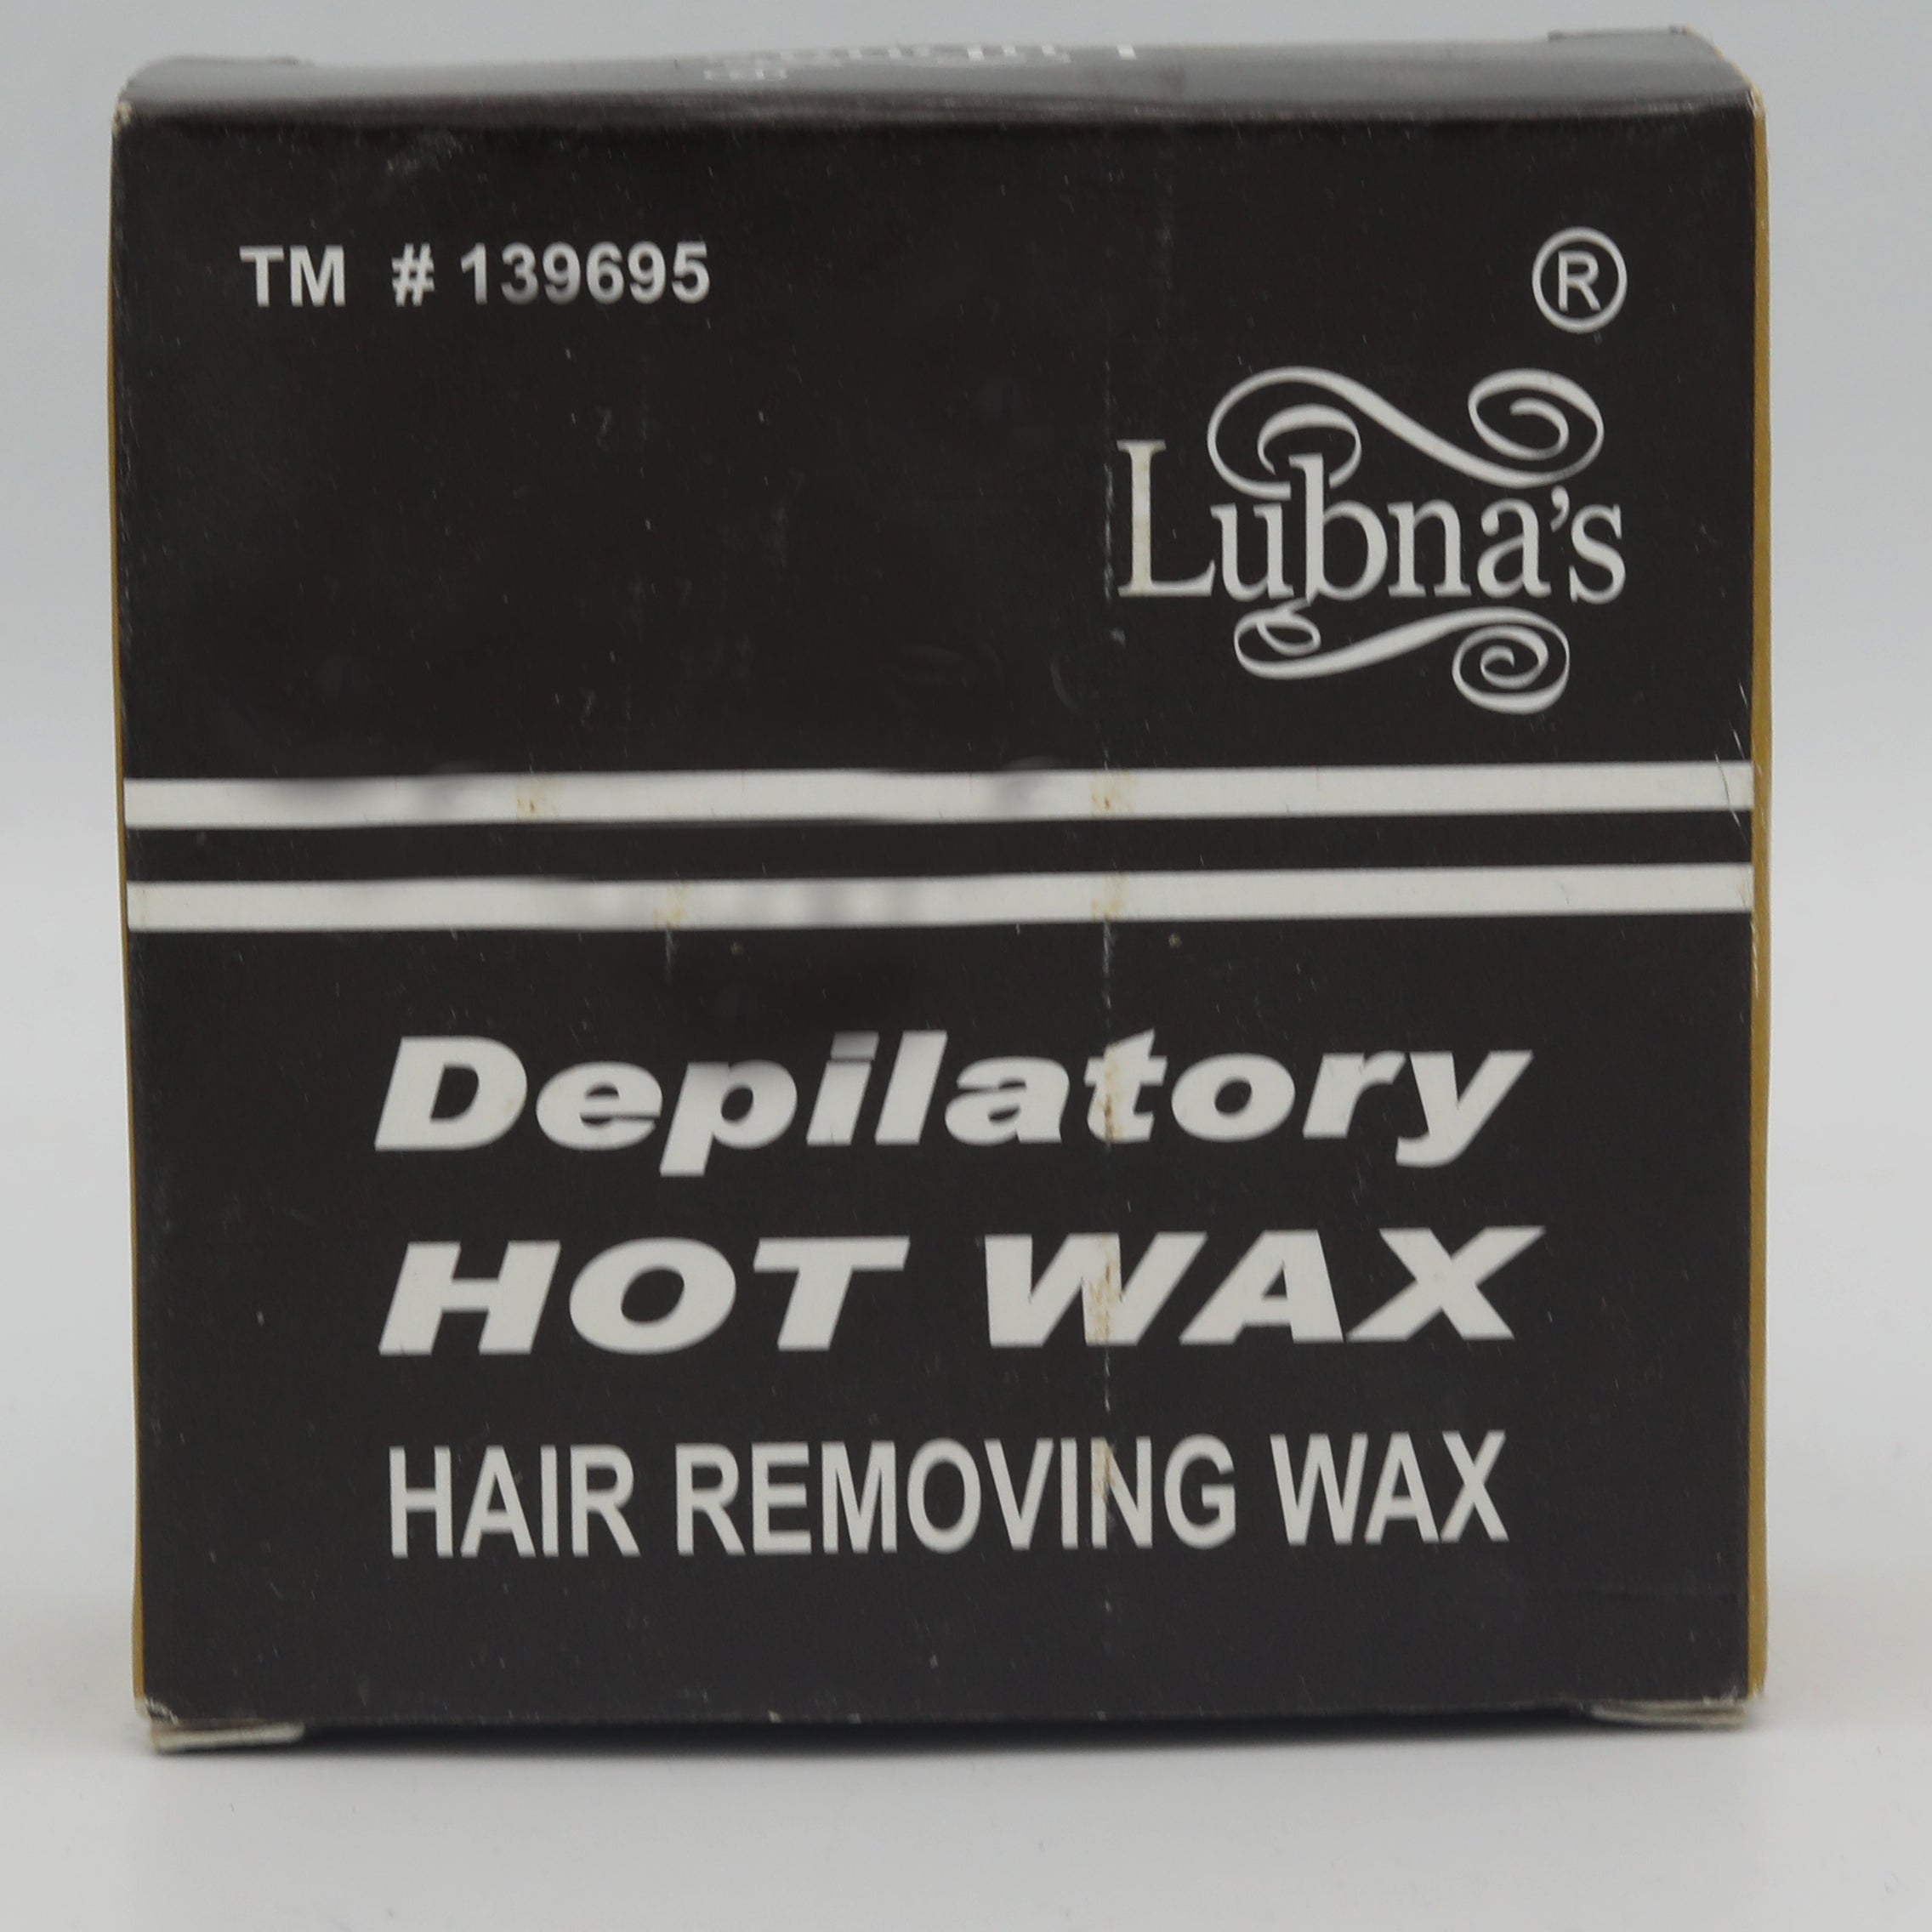 TM # 139695
®
Lubna's
Depilatory
HOT WAX
HAIR REMOVING WAX